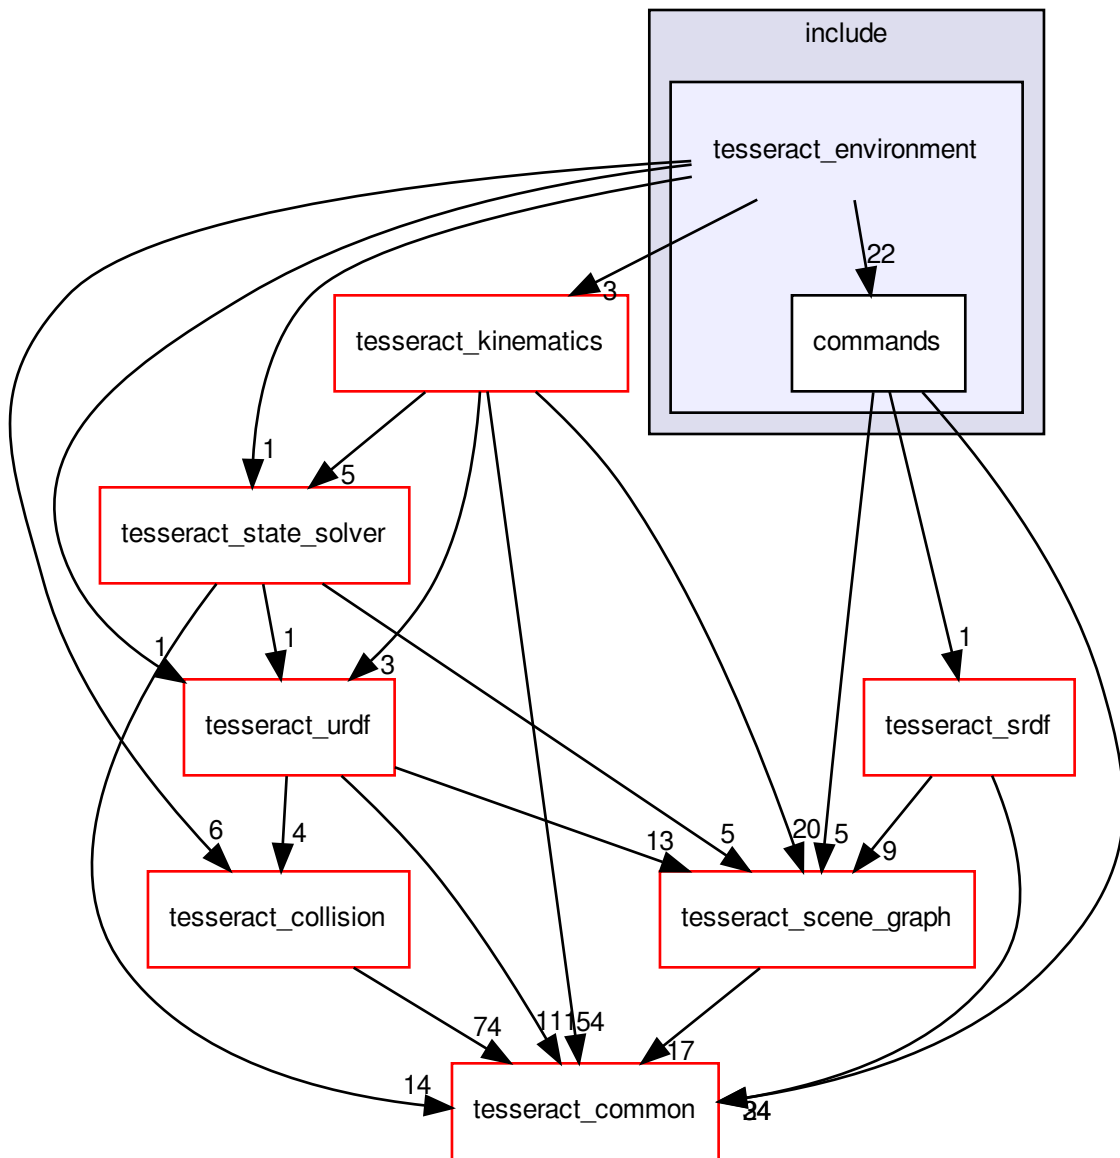 include
tesseract_environment
22
3
tesseract_kinematics
commands
1
5
tesseract_state_solver
1
1
3
1
tesseract_urdf
tesseract_srdf
6
4
13
5
20
5
9
tesseract_collision
tesseract_scene_graph
74
17
14
tesseract_common